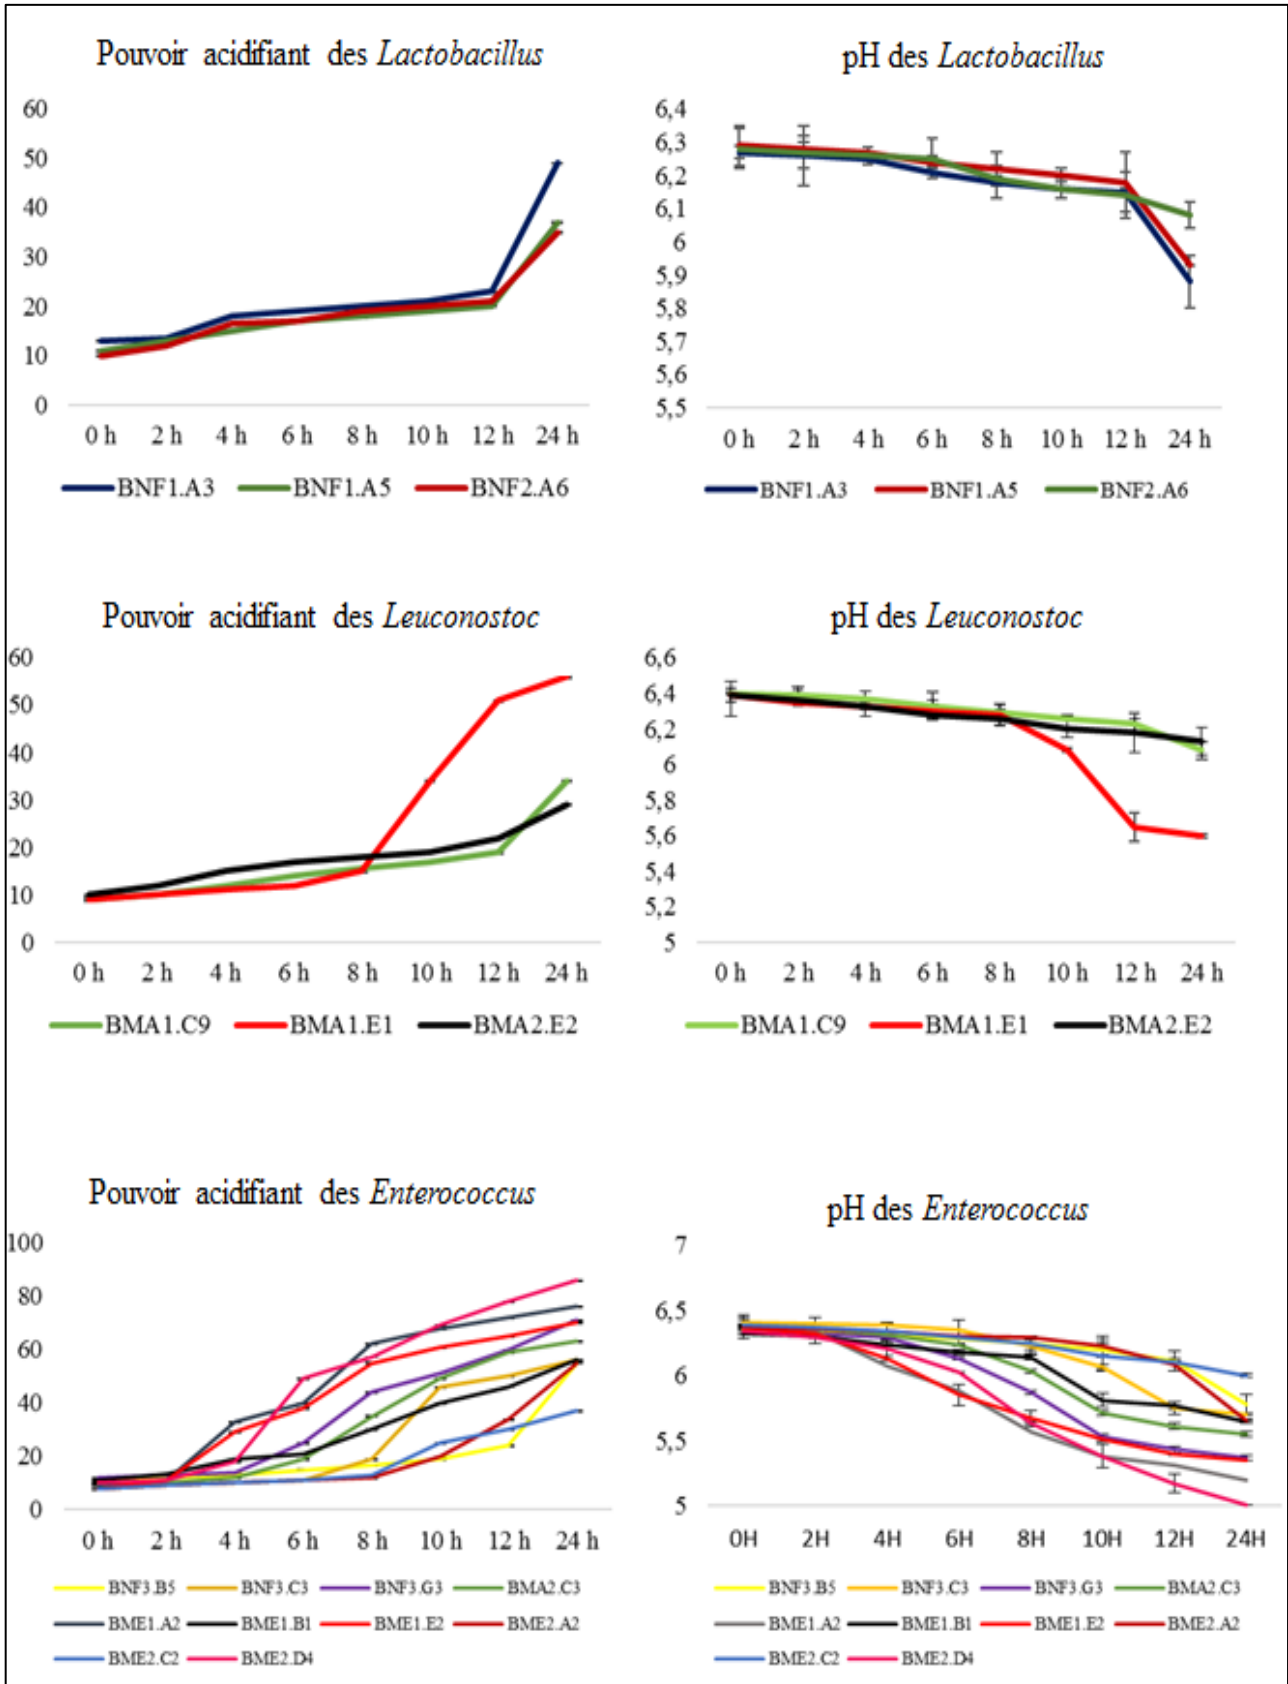 Pouvoir acidifiant des Lactobacillus
60
50
40
30
20
10
0
0 h 2 h 4 h 6 h 8 h 10 h 12 h 24 h
BNF1.A3 BNF1.A5 BNF2.A6
pH des Lactobacillus
6,4
6,3
6,2
6,1
6
5,9
5,8
5,7
5,6
5,5
0 h 2 h 4 h 6 h 8 h 10 h 12 h 24 h
BNF1.A3 BNF1.A5 BNF2.A6
Pouvoir acidifiant des Leuconostoc
60
50
40
30
20
10
0
0 h 2 h 4 h 6 h 8 h 10 h 12 h 24 h
BMA1.C9 BMA1.E1 BMA2.E2
pH des Leuconostoc
6,6
6,4
6,2
6
5,8
5,6
5,4
5,2
5
0 h 2 h 4 h 6 h 8 h 10 h 12 h 24 h
BMA1.C9 BMA1.E1 BMA2.E2
Pouvoir acidifiant des Enterococcus
100
80
60
40
20
0
0 h 2 h 4 h 6 h 8 h 10 h 12 h 24 h
BNF3.B5 BNF3.C3 BNF3.G3 BMA2.C3
BME1.A2 BME1.B1 BME1.E2 BME2.A2
BME2.C2 BME2.D4
pH des Enterococcus
7
6,5
6
5,5
5
0H 2H 4H 6H 8H 10H 12H 24H
BNF3.B5 BNF3.C3 BNF3.G3 BMA2.C3
BME1.A2 BME1.B1 BME1.E2 BME2.A2
BME2.C2 BME2.D4